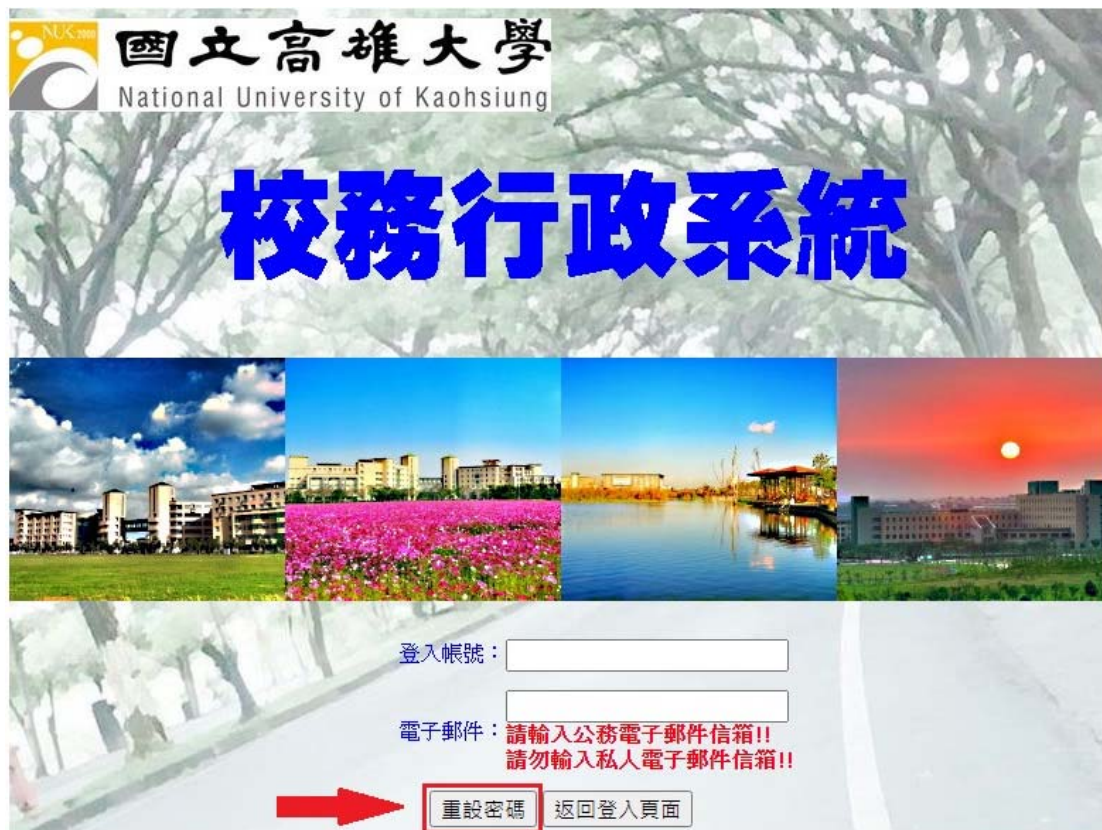 NUK 2000
國立高雄大學
National University of Kaohsiung
校務行政系統
登入帳號：
電子郵件：
請輸入公務電子郵件信箱!!
請勿輸入私人電子郵件信箱!!
重設密碼 返回登入頁面